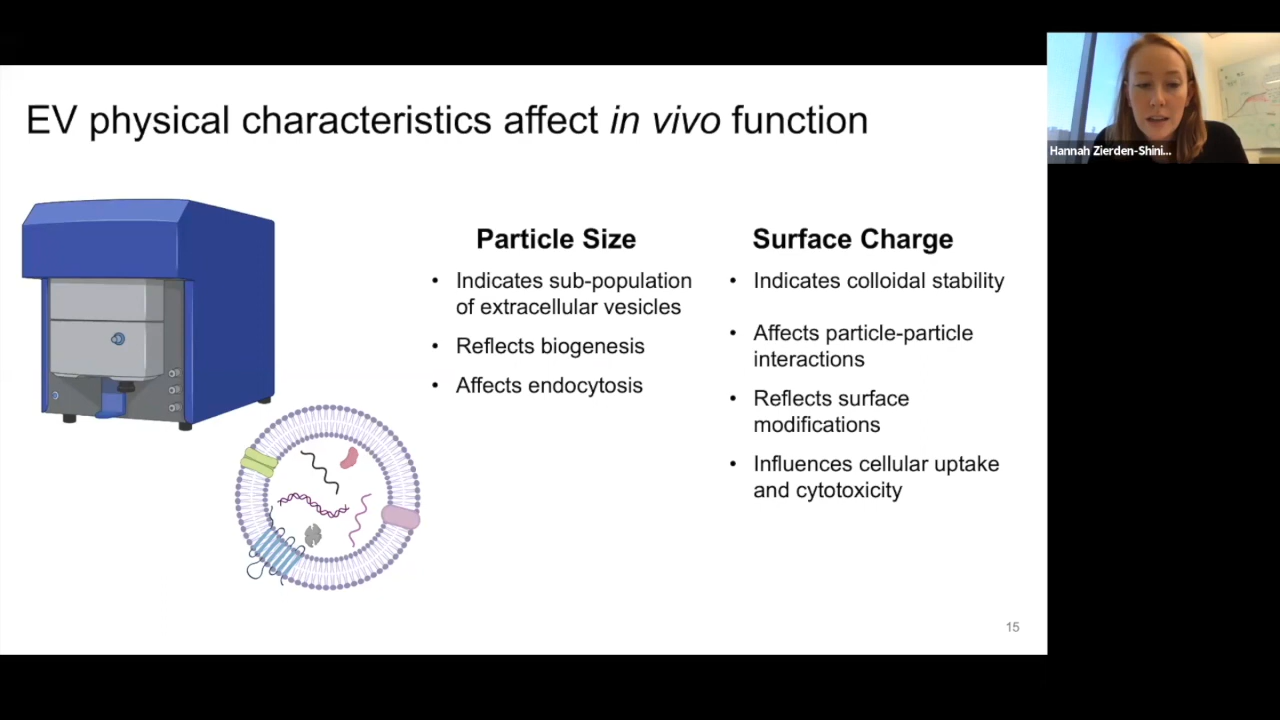 EV physical characteristics affect in vivo function
Particle Size
• Indicates sub-population
of extracellular vesicles
• Reflects biogenesis
• Affects endocytosis
Surface Charge
• Indicates colloidal stability
• Affects particle-particle
interactions
• Reflects surface
modifications
• Influences cellular uptake
and cytotoxicity
15
Hannah Zierden-Shini...